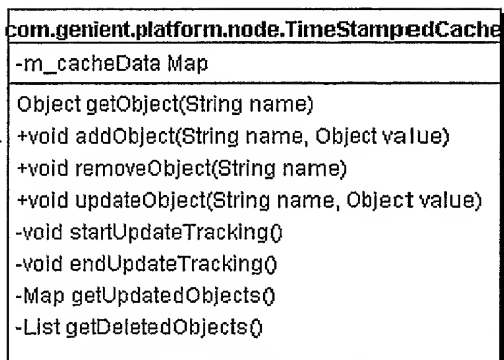 com.genient.platform.node.TimeStampedCache
-m_cacheData Map
Object getObject(String name)
+void addObject(String name, Object value)
+void removeObject(String name)
+void updateObject(String name, Object value)
-void startUpdateTracking()
-void endUpdateTracking()
-Map getUpdatedObjects()
-List getDeletedObjects()